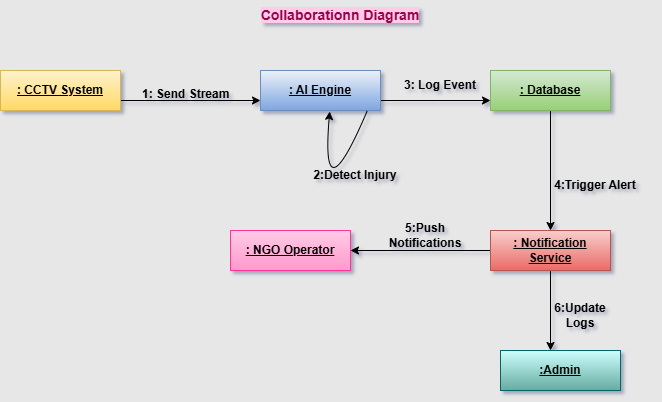 Collaborationn Diagram
: CCTV System
1: Send Stream
: AI Engine
3: Log Event
: Database
2:Detect Injury
4:Trigger Alert
: NGO Operator
5:Push
Notifications
: Notification
Service
6:Update
Logs
:Admin